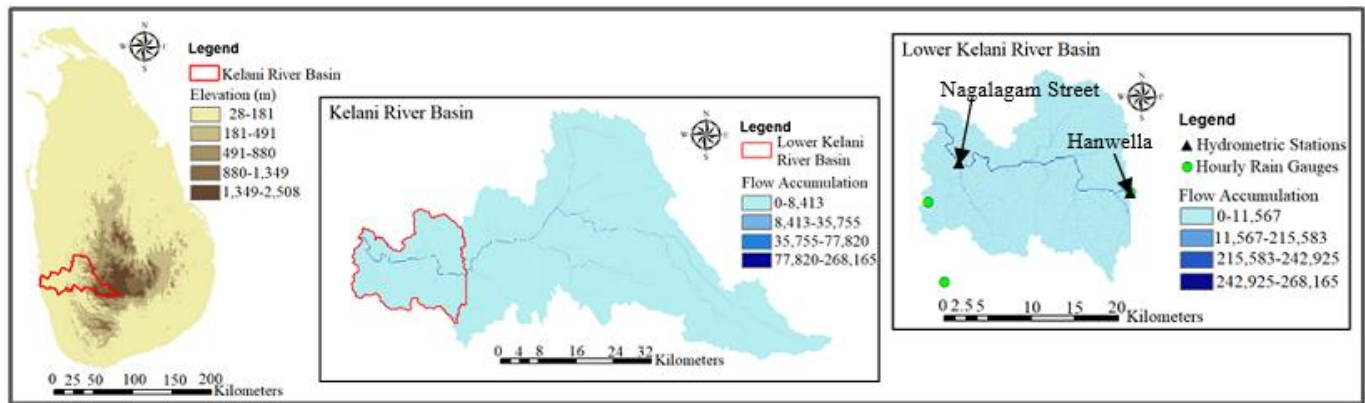 N
W E
S
Legend
Kelani River Basin
Elevation (m)
28-181
181-491
491-880
880-1,349
1,349-2,508
0 25 50 100 150 200
Kilometers
Kelani River Basin
N
W E
S
Legend
Lower Kelani
River Basin
Flow Accumulation
0-8,413
8,413-35,755
35,755-77,820
77,820-268,165
0 4 8 16 24 32
Kilometers
Lower Kelani River Basin
Nagalagam Street
Hanwella
N
W E
S
Legend
Hydrometric Stations
Hourly Rain Gauges
Flow Accumulation
0-11,567
11,567-215,583
215,583-242,925
242,925-268,165
0 2.5 5 10 15 20
Kilometers